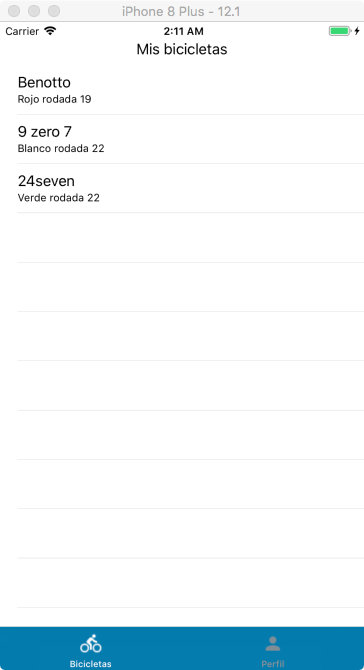 iPhone 8 Plus - 12.1
Carrier 2:11 AM
Mis bicicletas
Benotto
Rojo rodada 19
9 zero 7
Blanco rodada 22
24seven
Verde rodada 22
Bicicletas Perfil